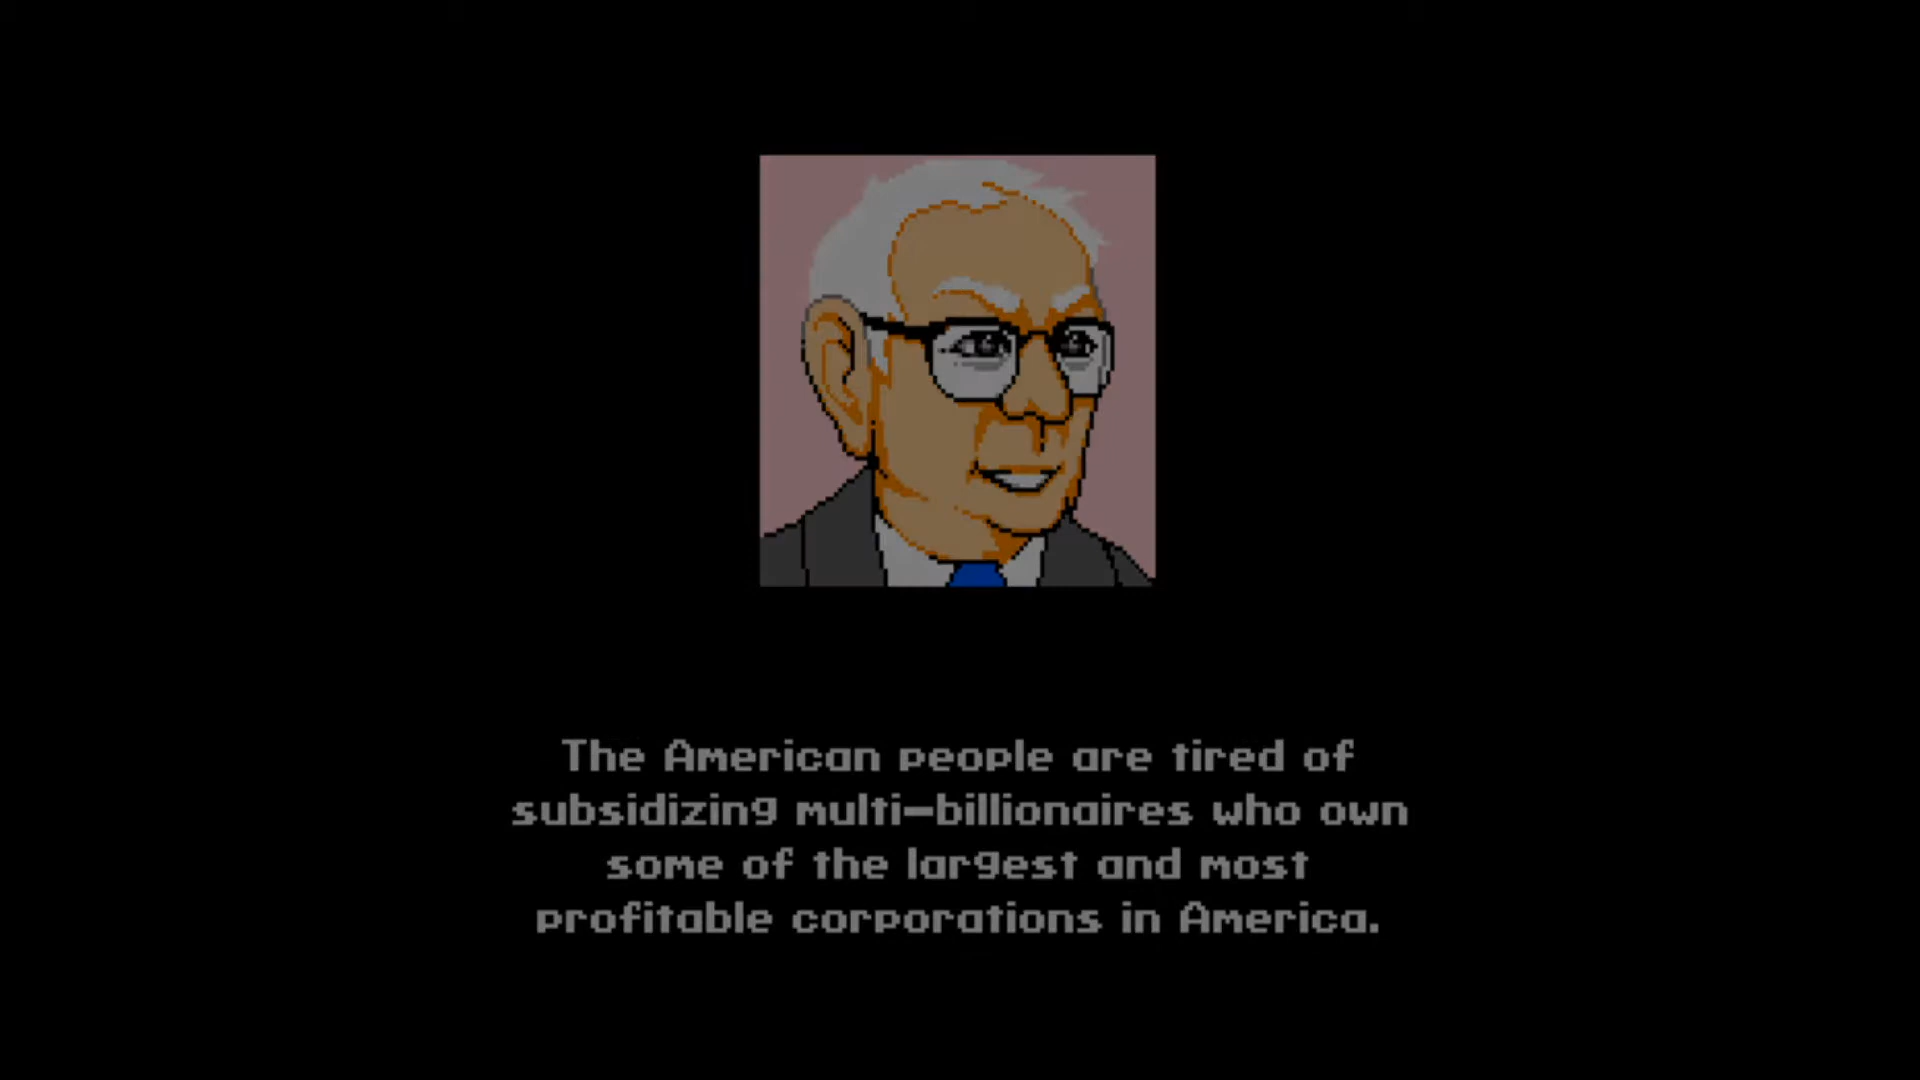 The American people are tired of
subsidizing multi-billionaires who own
some of the largest and most
profitable corporations in America.